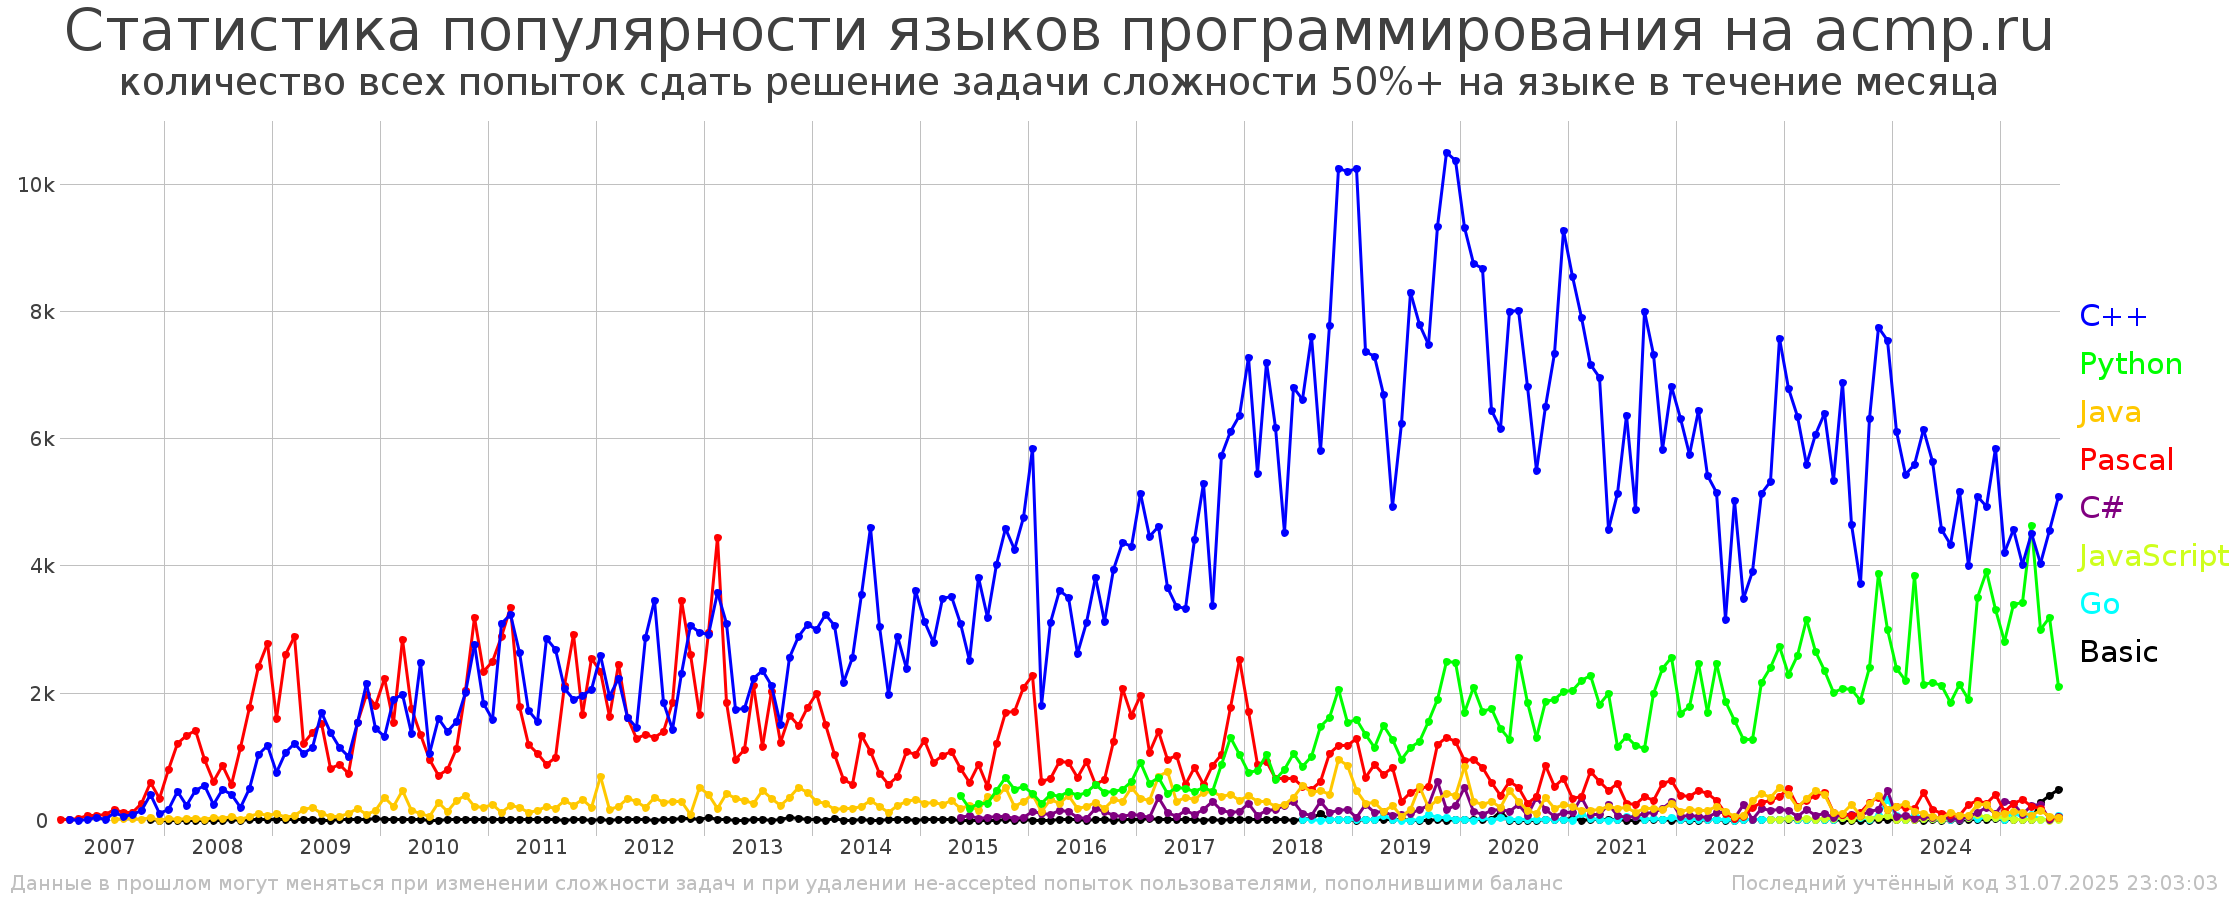 Статистика популярности языков программирования на acmp.ru
количество всех попыток сдать решение задачи сложности 50%+ на языке в течение месяца
10k
8k
6k
4k
2k
0
2007 2008 2009 2010 2011 2012 2013 2014 2015 2016 2017 2018 2019 2020 2021 2022 2023 2024
C++
Python
Java
Pascal
C#
JavaScript
Go
Basic
Данные в прошлом могут меняться при изменении сложности задач и при удалении не-accepted попыток пользователями, пополнившими баланс
Последний учтённый код 31.07.2025 23:03:03